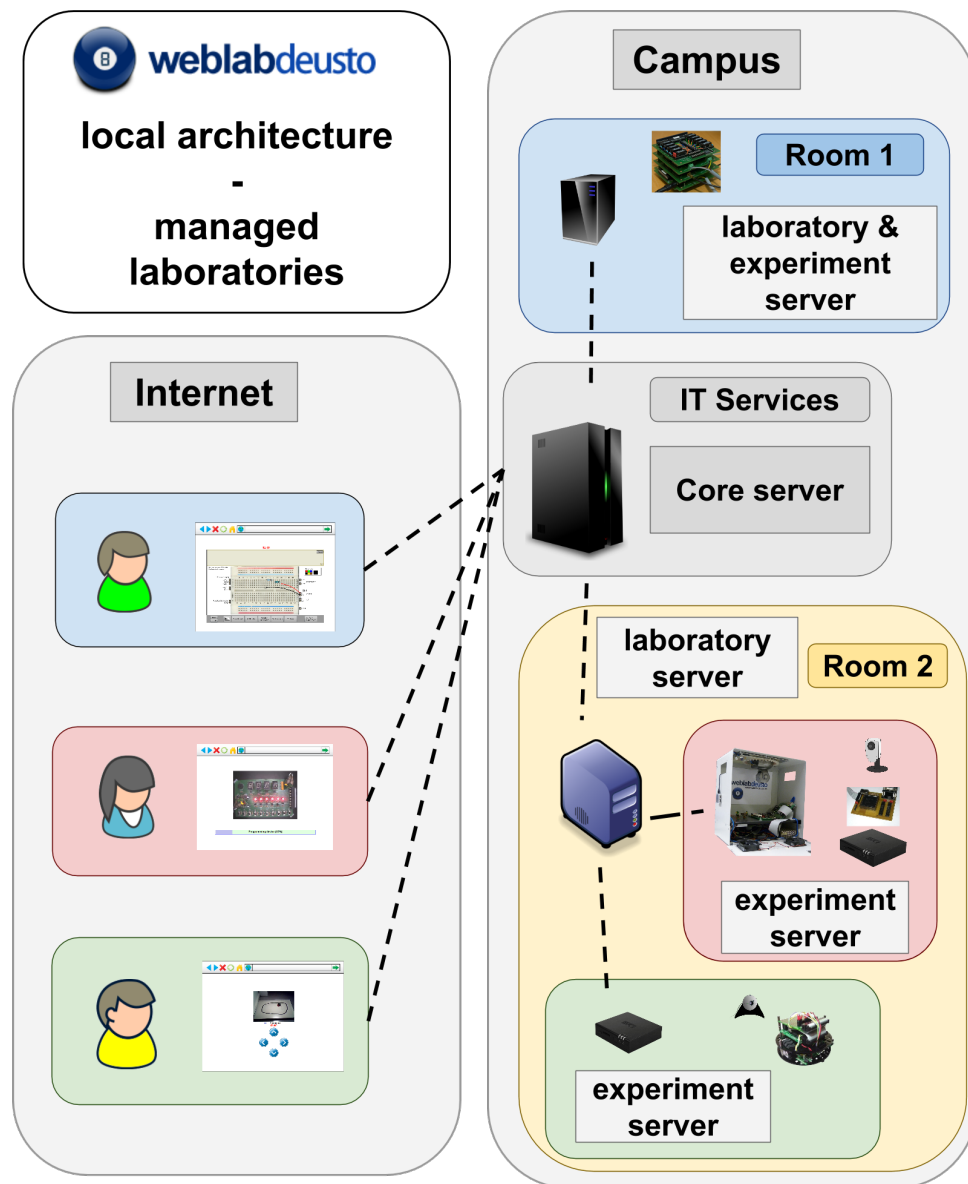 weblabdeusto
local architecture
-
managed
laboratories
Internet
Campus
Room 1
laboratory &
experiment
server
IT Services
Core server
laboratory
server
Room 2
weblabdeusto
experiment
server
experiment
server